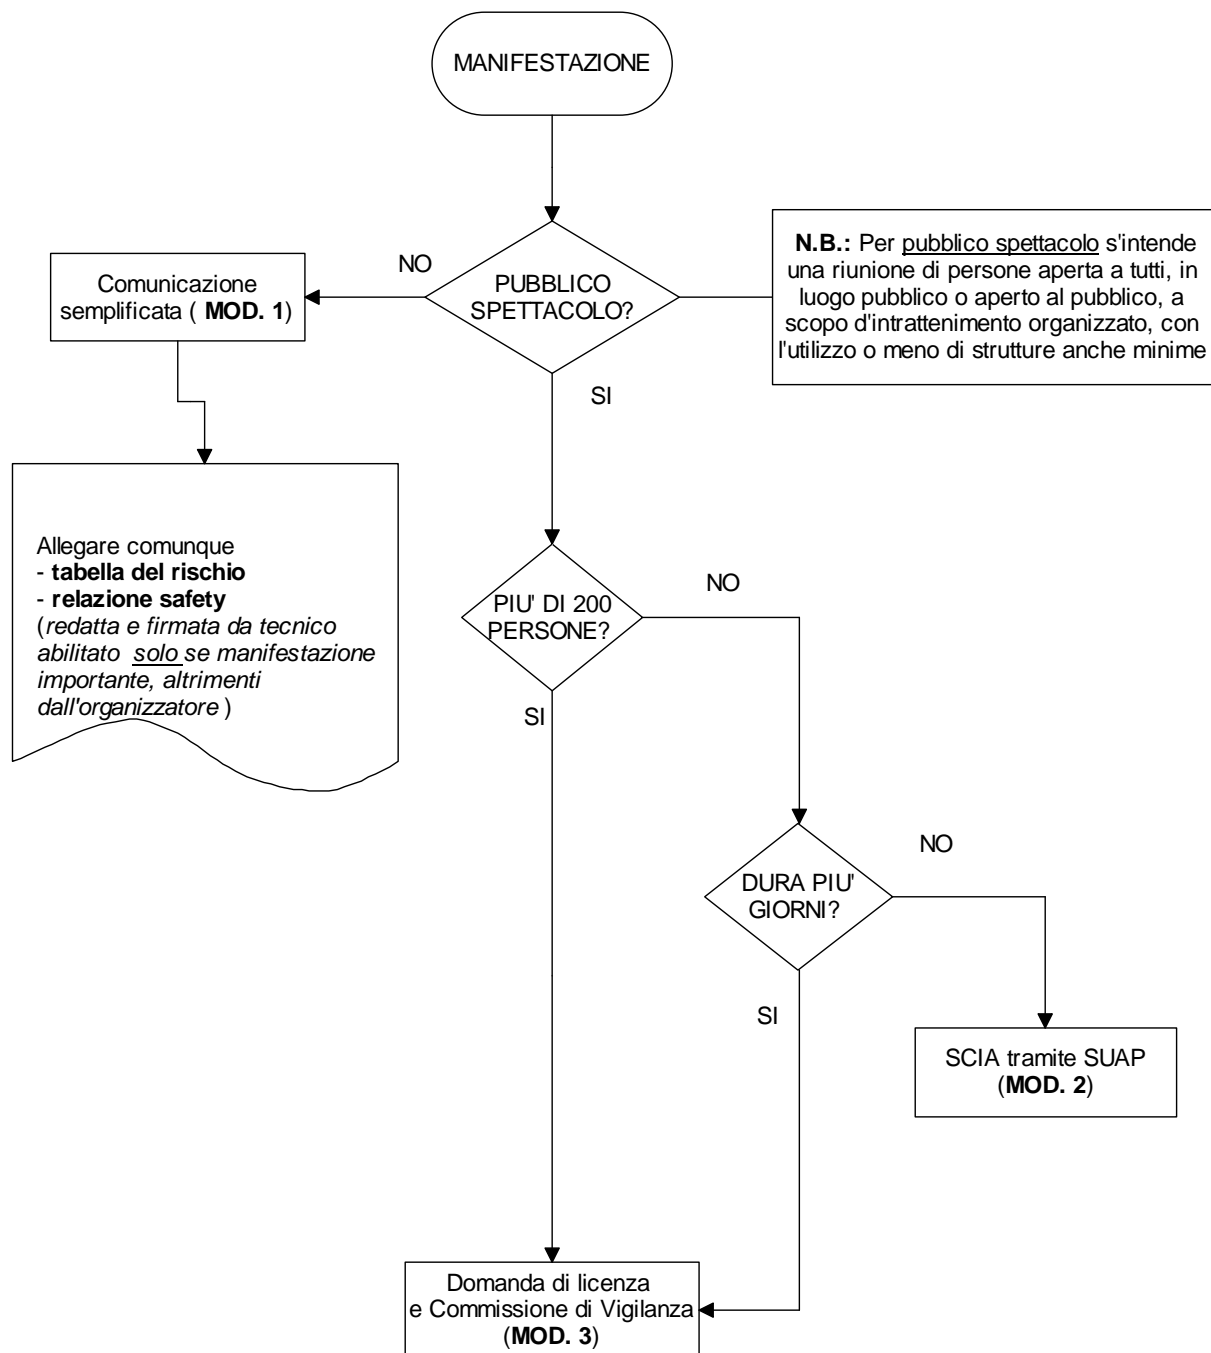 MANIFESTAZIONE
NO
PUBBLICO
SPETTACOLO?
N.B.: Per pubblico spettacolo s'intende
una riunione di persone aperta a tutti, in
luogo pubblico o aperto al pubblico, a
scopo d'intrattenimento organizzato, con
l'utilizzo o meno di strutture anche minime
Comunicazione
semplificata ( MOD. 1)
SI
Allegare comunque
- tabella del rischio
- relazione safety
(redatta e firmata da tecnico
abilitato solo se manifestazione
importante, altrimenti
dall'organizzatore )
PIU' DI 200
PERSONE?
NO
SI
DURA PIU'
GIORNI?
NO
SI
SCIA tramite SUAP
(MOD. 2)
Domanda di licenza
e Commissione di Vigilanza
(MOD. 3)